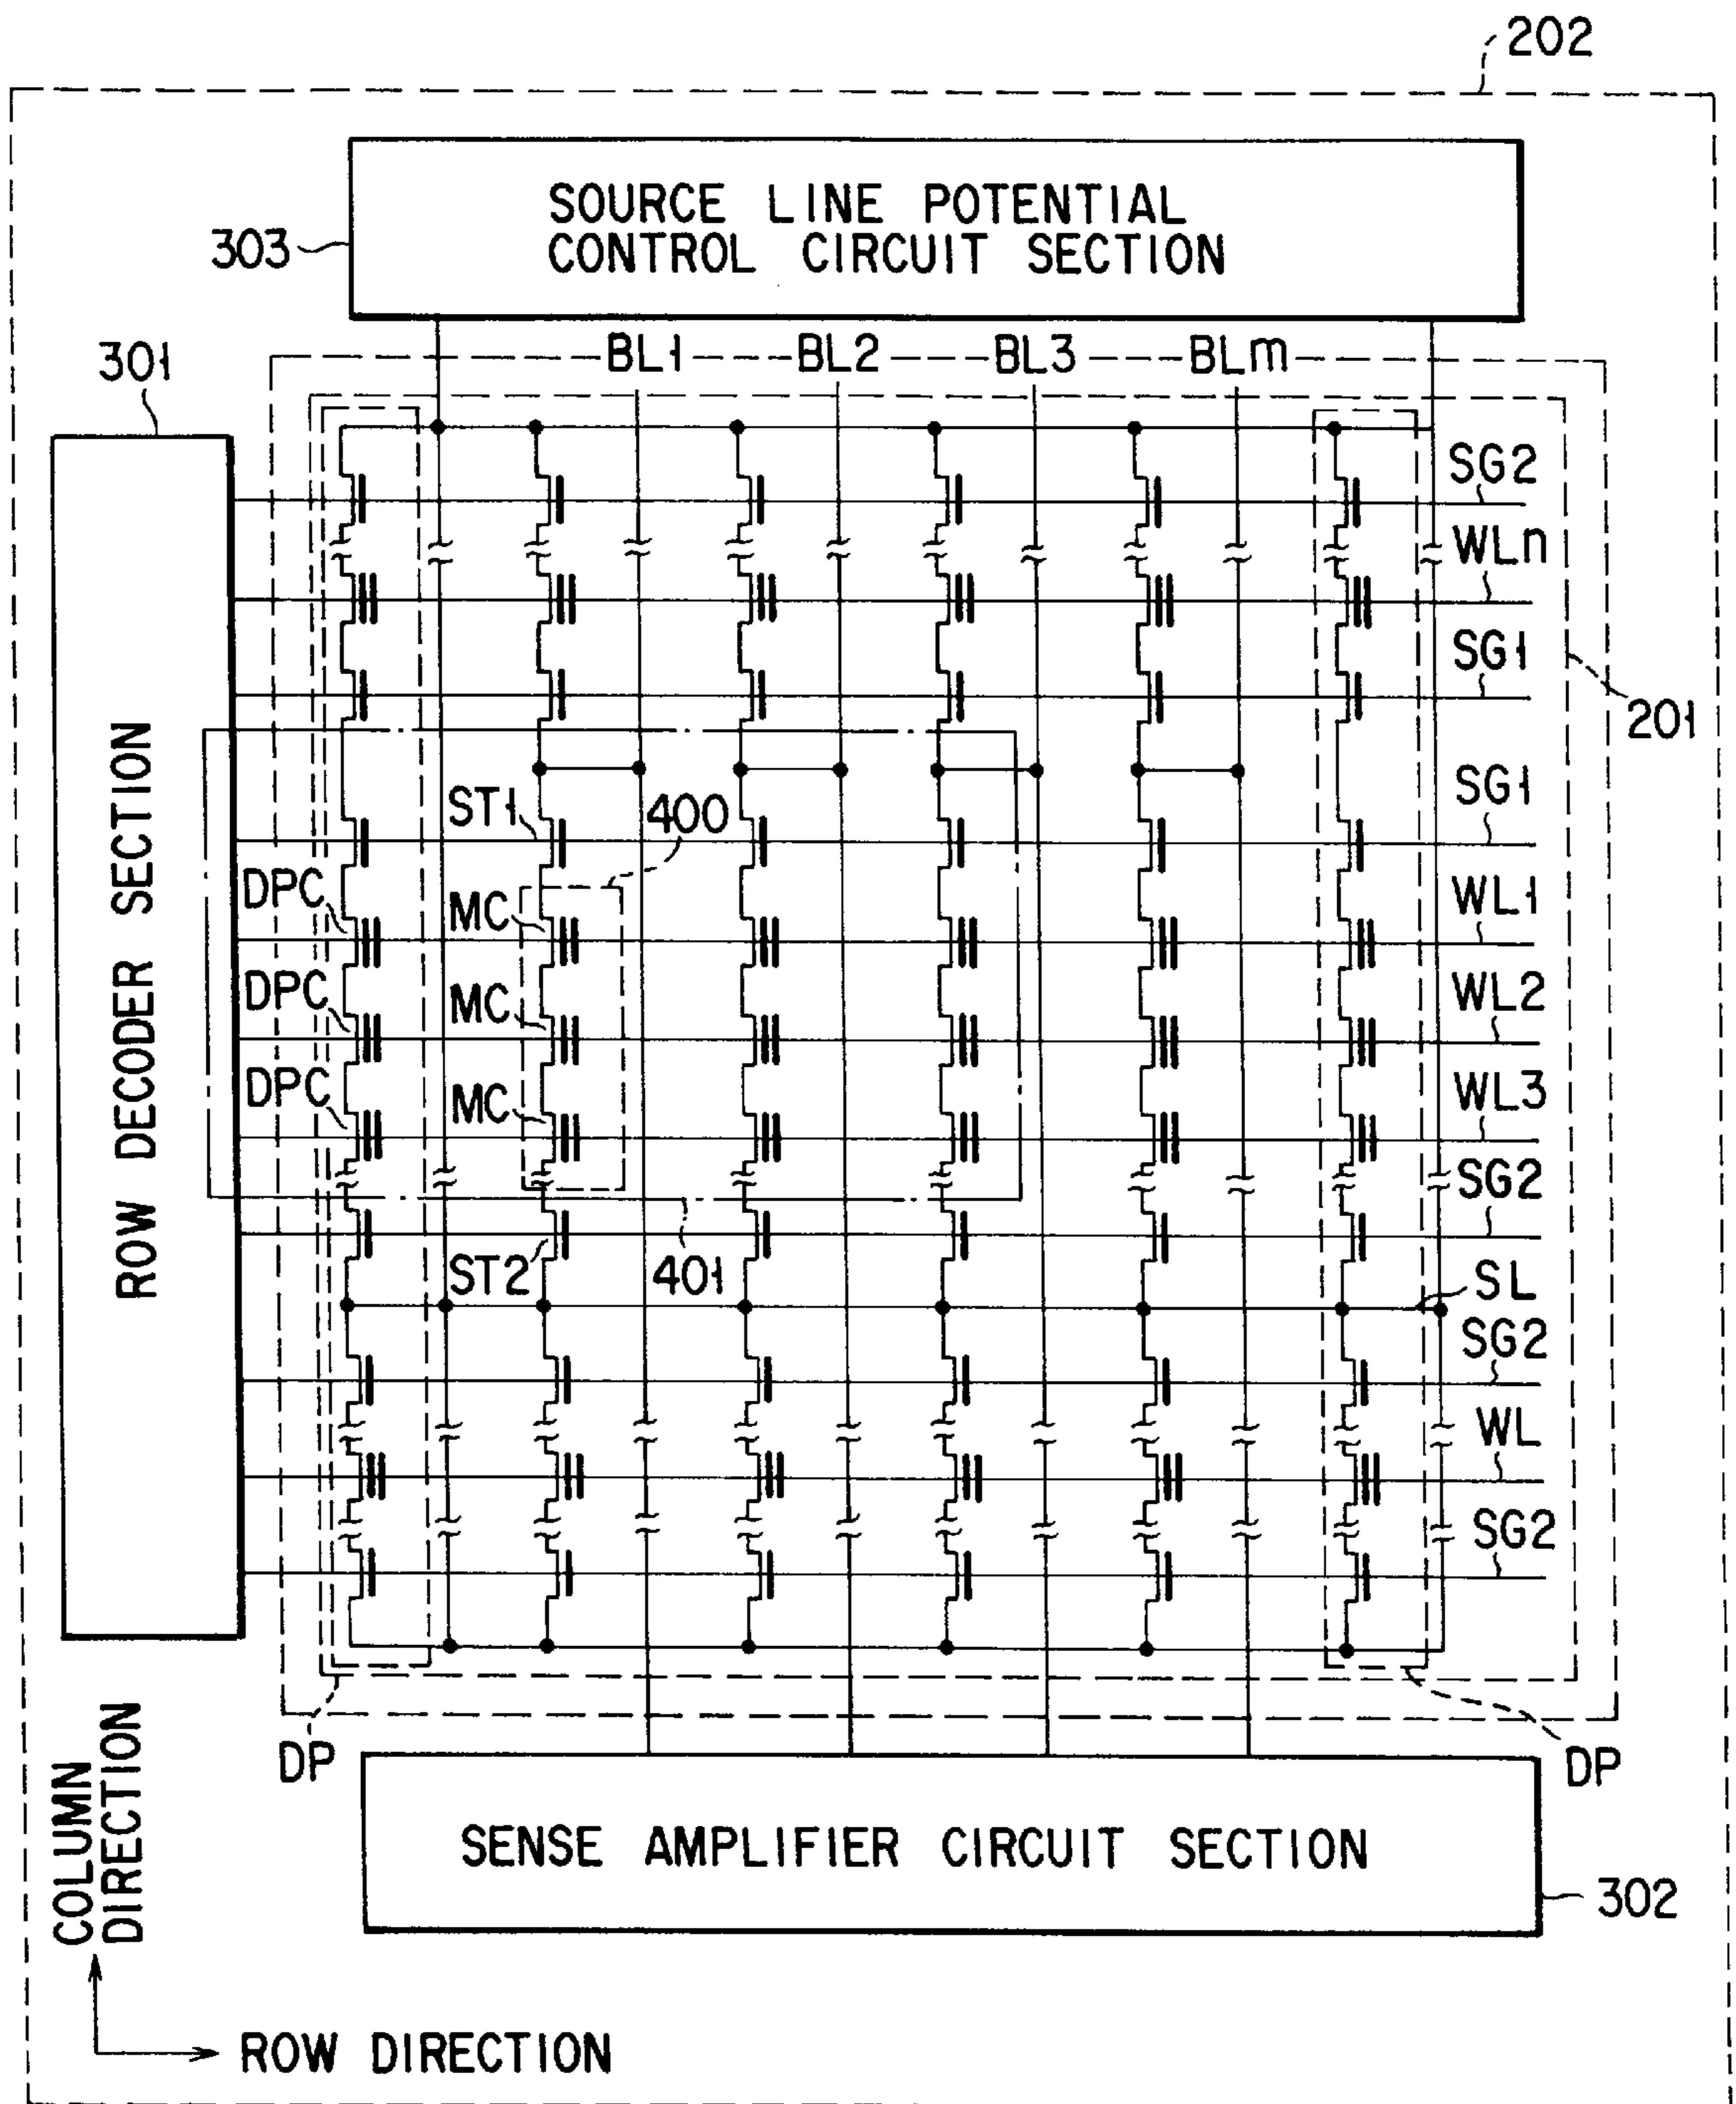 202
SOURCE LINE POTENTIAL
CONTROL CIRCUIT SECTION
303
301
BL1
BL2
BL3
BLm
SG2
WLn
SG1
201
ROW DECODER SECTION
ST1
400
SG1
DPC
MC
WL1
DPC
MC
WL2
DPC
MC
WL3
SG2
ST2
401
SL
SG2
WL
SG2
DP
DP
SENSE AMPLIFIER CIRCUIT SECTION
302
COLUMN
DIRECTION
ROW DIRECTION